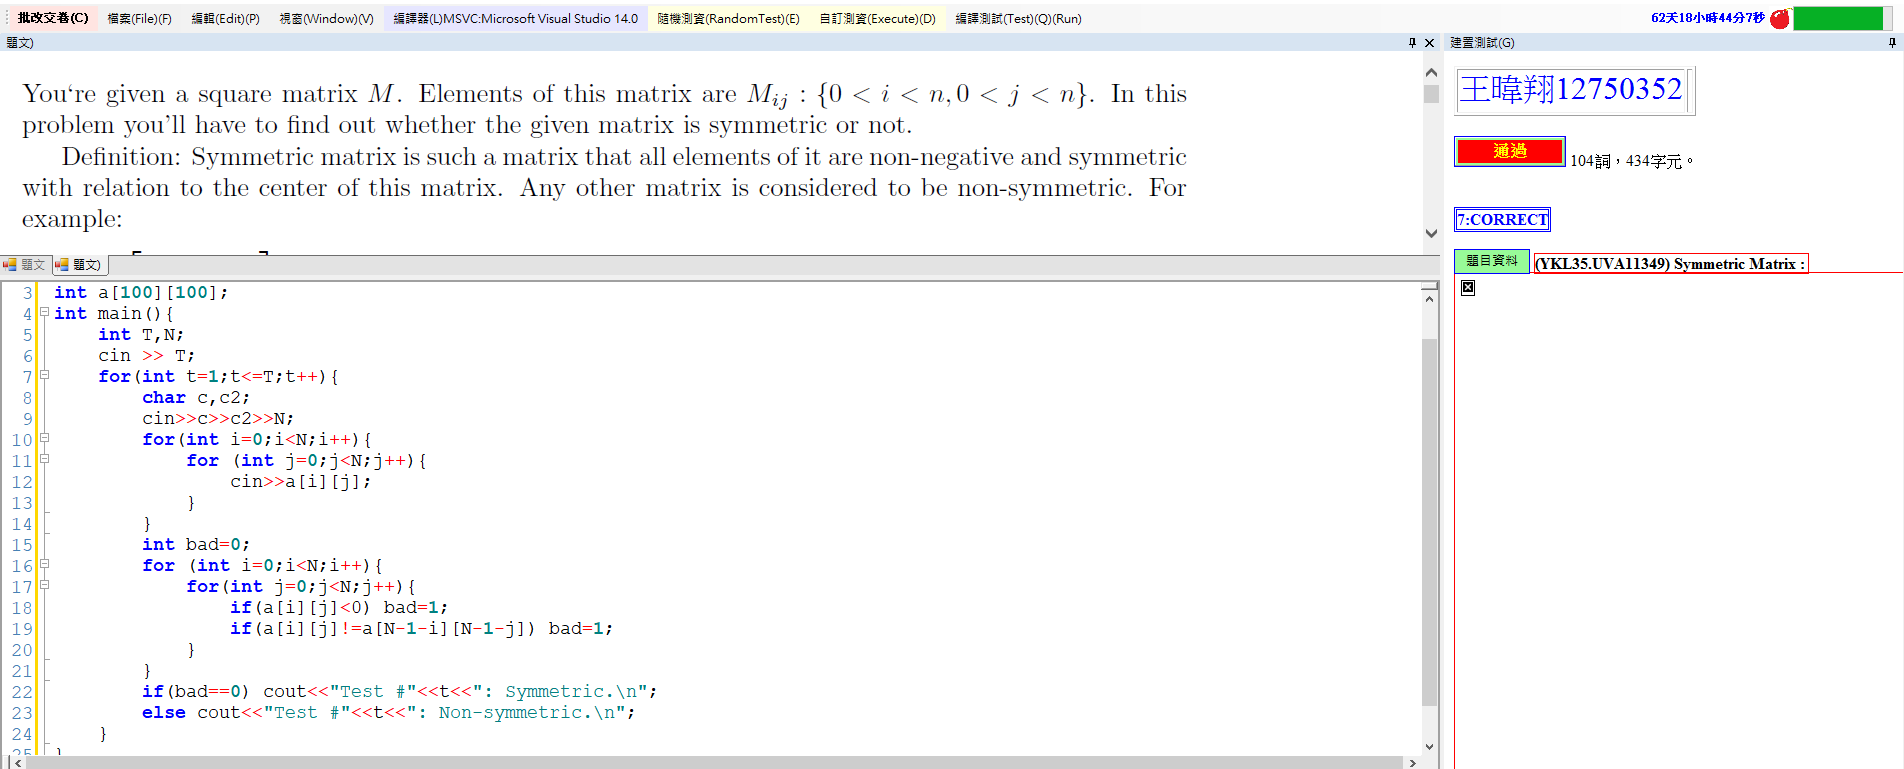 批改交卷(C) 檔案(File)(F) 編輯(Edit)(P) 視窗(Window)(V) 編譯器(L)MSVC:Microsoft Visual Studio 14.0 隨機測資(RandomTest)(E) 自訂測資(Execute)(D) 編譯測試(Test)(Q)(Run) 62天18小時44分7秒
題文)
You‘re given a square matrix M. Elements of this matrix are Mij : {0 < i < n, 0 < j < n}. In this
problem you'll have to find out whether the given matrix is symmetric or not.
Definition: Symmetric matrix is such a matrix that all elements of it are non-negative and symmetric
with relation to the center of this matrix. Any other matrix is considered to be non-symmetric. For
example:
題文 題文)
3 int a[100][100];
4 int main(){
5 int T,N;
6 cin >> T;
7 for(int t=1;t<=T;t++){
8 char c,c2;
9 cin>>c>>c2>>N;
10 for(int i=0;i<N;i++){
11 for (int j=0;j<N;j++){
12 cin>>a[i][j];
13 }
14 }
15 int bad=0;
16 for (int i=0;i<N;i++){
17 for(int j=0;j<N;j++){
18 if(a[i][j]<0) bad=1;
19 if(a[i][j]!=a[N-1-i][N-1-j]) bad=1;
20 }
21 }
22 if(bad==0) cout<<"Test #"<<t<<": Symmetric.\n";
23 else cout<<"Test #"<<t<<": Non-symmetric.\n";
24 }
25 }
建置測試(G)
王暐翔12750352
通過 104詞，434字元。
7:CORRECT
題目資料 (YKL35.UVA11349) Symmetric Matrix :